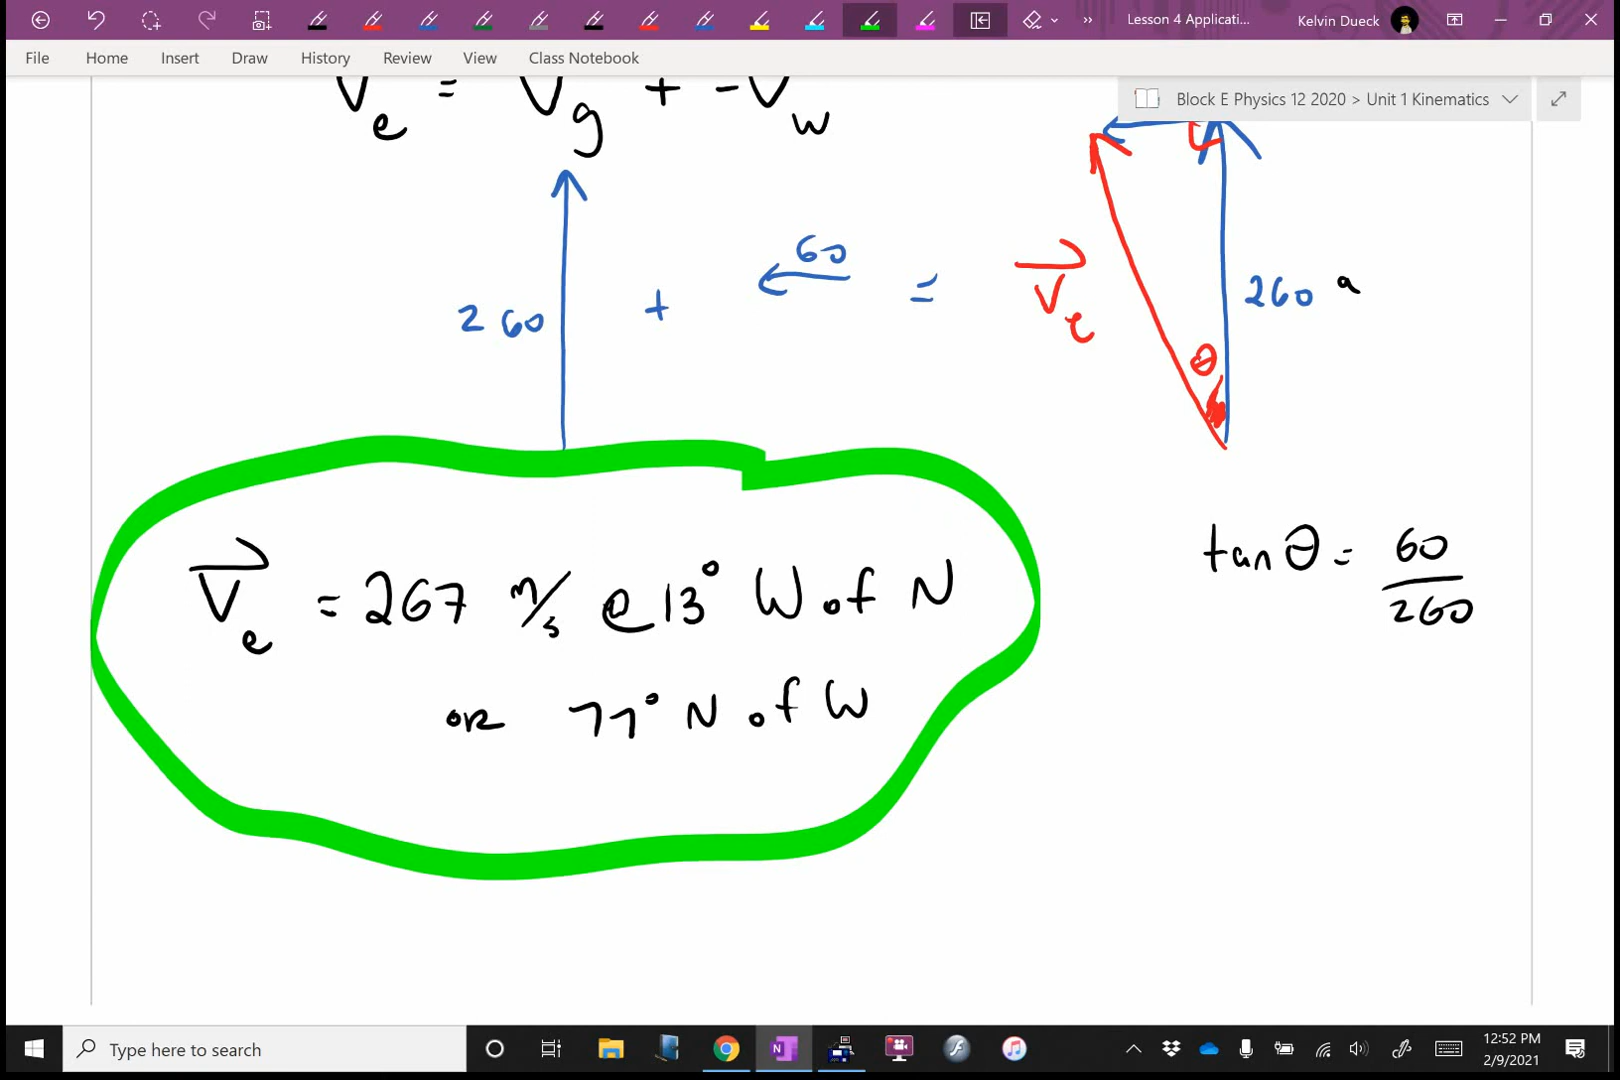 Lesson 4 Applicati...
Kelvin Dueck
File Home Insert Draw History Review View Class Notebook
Block E Physics 12 2020 > Unit 1 Kinematics
Ve = Vg + -Vw
260 + 60 = Ve
260 a
θ
tan θ = 60/260
Ve = 267 m/s @ 13° W of N
or 77° N of W
Type here to search
12:52 PM
2/9/2021